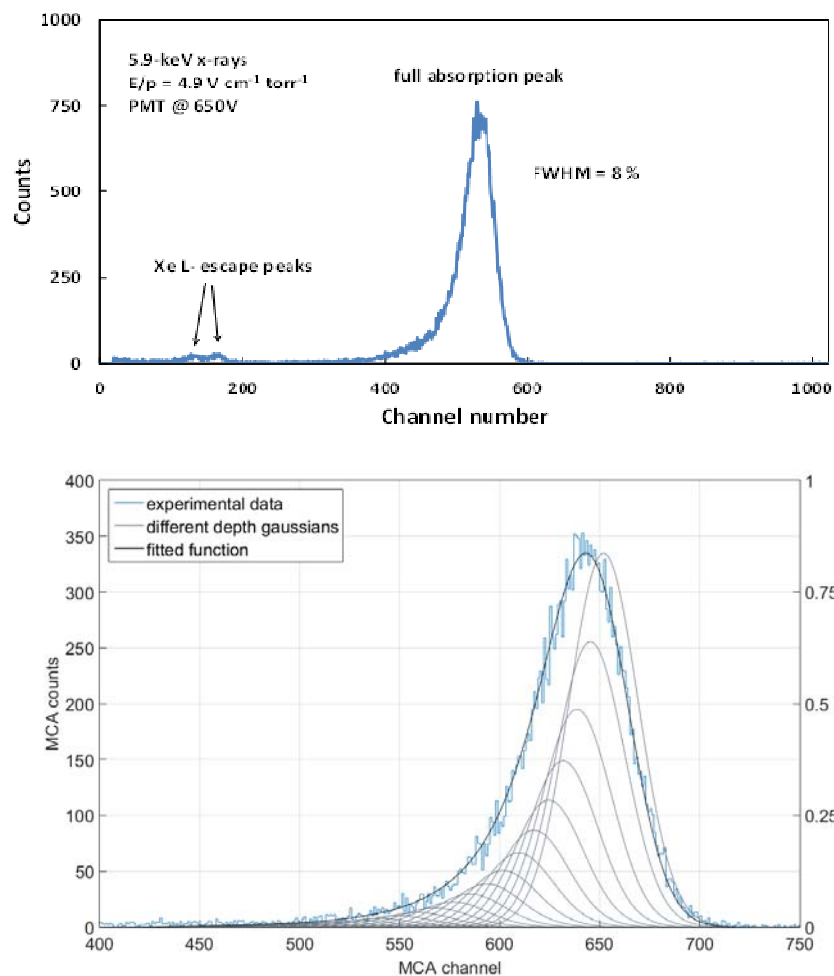 1000
750
500
250
0
Counts
5.9-keV x-rays
E/p = 4.9 V cm⁻¹ torr⁻¹
PMT @ 650V
full absorption peak
FWHM = 8 %
Xe L- escape peaks
0 200 400 600 800 1000
Channel number
400
350
300
250
200
150
100
50
0
MCA counts
experimental data
different depth gaussians
fitted function
1
0.75
0.5
0.25
0
400 450 500 550 600 650 700 750
MCA channel